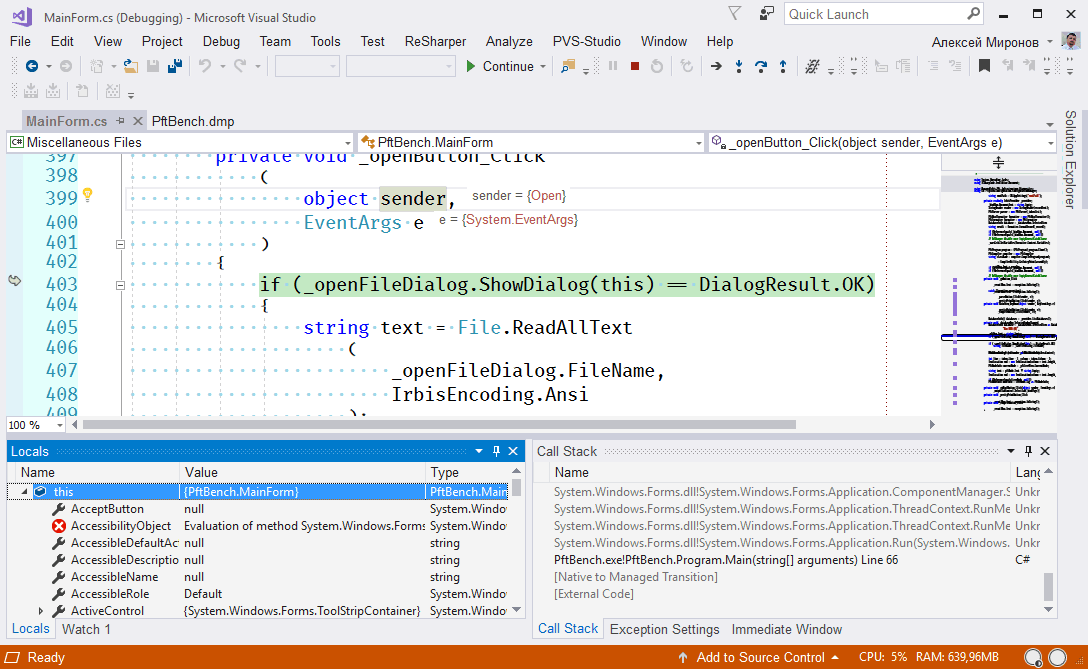 MainForm.cs (Debugging) - Microsoft Visual Studio
Quick Launch
File Edit View Project Debug Team Tools Test ReSharper Analyze PVS-Studio Window Help
Алексей Миронов
Continue
MainForm.cs PftBench.dmp
C# Miscellaneous Files PftBench.MainForm _openButton_Click(object sender, EventArgs e)
Solution Explorer
397 private void _openButton_Click
398 (
399 object sender, sender = {Open}
400 EventArgs e e = {System.EventArgs}
401 )
402 {
403 if (_openFileDialog.ShowDialog(this) == DialogResult.OK)
404 {
405 string text = File.ReadAllText
406 (
407 _openFileDialog.FileName,
408 IrbisEncoding.Ansi
409 );
100 %
Locals
Name Value Type
this {PftBench.MainForm} PftBench.Main
AcceptButton null System.Windo
AccessibilityObject Evaluation of method System.Windows.Forms System.Windo
AccessibleDefaultAc null string
AccessibleDescriptio null string
AccessibleName null string
AccessibleRole Default System.Windo
ActiveControl {System.Windows.Forms.ToolStripContainer} System.Windo
Locals Watch 1
Call Stack
Name Lang
System.Windows.Forms.dll!System.Windows.Forms.Application.ComponentManager.S Unkr
System.Windows.Forms.dll!System.Windows.Forms.Application.ThreadContext.RunMe Unkr
System.Windows.Forms.dll!System.Windows.Forms.Application.ThreadContext.RunMe Unkr
System.Windows.Forms.dll!System.Windows.Forms.Application.Run(System.Windows. Unkr
PftBench.exe!PftBench.Program.Main(string[] arguments) Line 66 C#
[Native to Managed Transition]
[External Code]
Call Stack Exception Settings Immediate Window
Ready
Add to Source Control
CPU: 5% RAM: 639,96MB